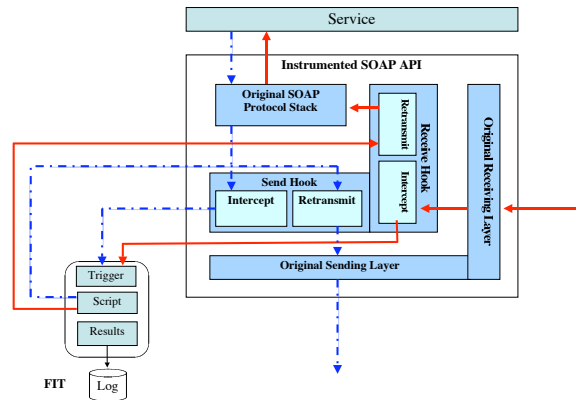 Service
Instrumented SOAP API
Original SOAP
Protocol Stack
Retransmit
Receive Hook
Intercept
Original Receiving Layer
Send Hook
Intercept
Retransmit
Original Sending Layer
Trigger
Script
Results
FIT
Log